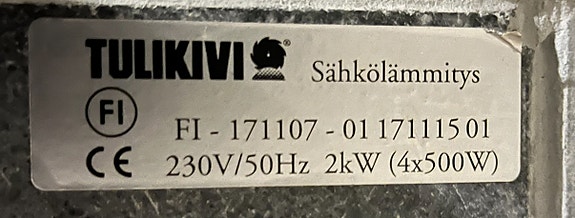 TULIKIVI ® Sähkölämmitys
FI FI - 171107 - 01 17111501
CE 230V/50Hz 2kW (4x500W)